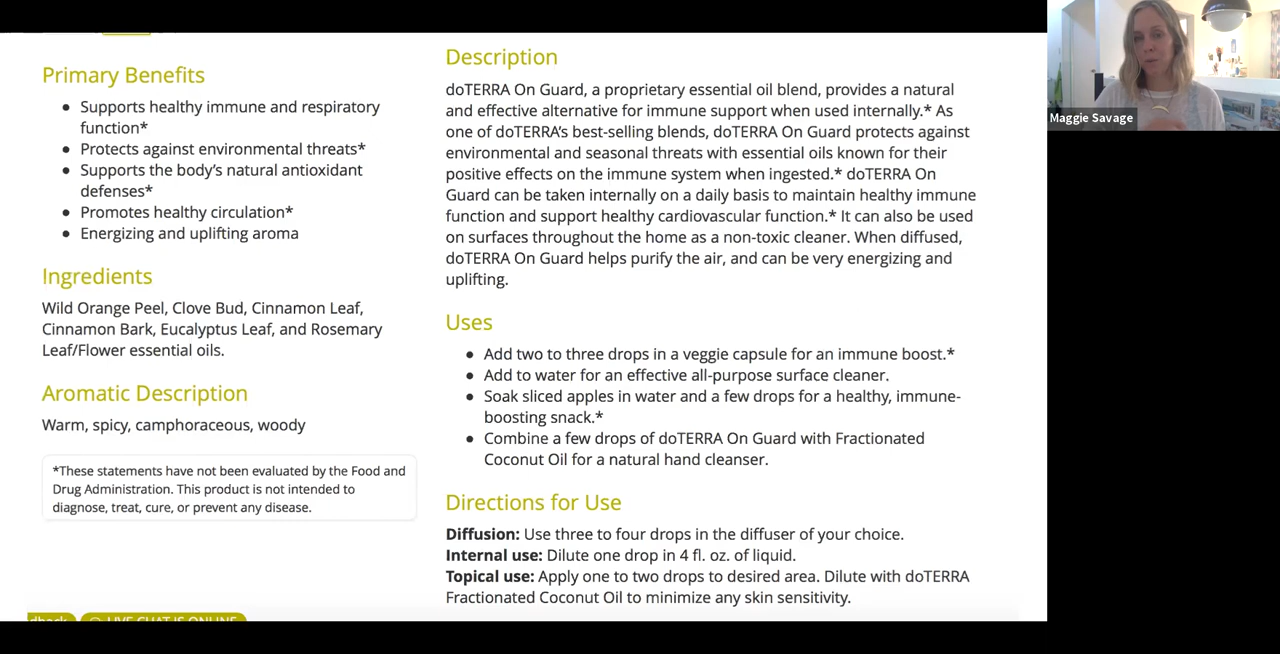 Primary Benefits
Supports healthy immune and respiratory
function*
Protects against environmental threats*
Supports the body's natural antioxidant
defenses*
Promotes healthy circulation*
Energizing and uplifting aroma
Ingredients
Wild Orange Peel, Clove Bud, Cinnamon Leaf,
Cinnamon Bark, Eucalyptus Leaf, and Rosemary
Leaf/Flower essential oils.
Aromatic Description
Warm, spicy, camphoraceous, woody
*These statements have not been evaluated by the Food and
Drug Administration. This product is not intended to
diagnose, treat, cure, or prevent any disease.
Description
doTERRA On Guard, a proprietary essential oil blend, provides a natural
and effective alternative for immune support when used internally.* As
one of doTERRA's best-selling blends, doTERRA On Guard protects against
environmental and seasonal threats with essential oils known for their
positive effects on the immune system when ingested.* doTERRA On
Guard can be taken internally on a daily basis to maintain healthy immune
function and support healthy cardiovascular function.* It can also be used
on surfaces throughout the home as a non-toxic cleaner. When diffused,
doTERRA On Guard helps purify the air, and can be very energizing and
uplifting.
Uses
Add two to three drops in a veggie capsule for an immune boost.*
Add to water for an effective all-purpose surface cleaner.
Soak sliced apples in water and a few drops for a healthy, immune-
boosting snack.*
Combine a few drops of doTERRA On Guard with Fractionated
Coconut Oil for a natural hand cleanser.
Directions for Use
Diffusion: Use three to four drops in the diffuser of your choice.
Internal use: Dilute one drop in 4 fl. oz. of liquid.
Topical use: Apply one to two drops to desired area. Dilute with doTERRA
Fractionated Coconut Oil to minimize any skin sensitivity.
LIVE CHAT IS ONLINE
Maggie Savage